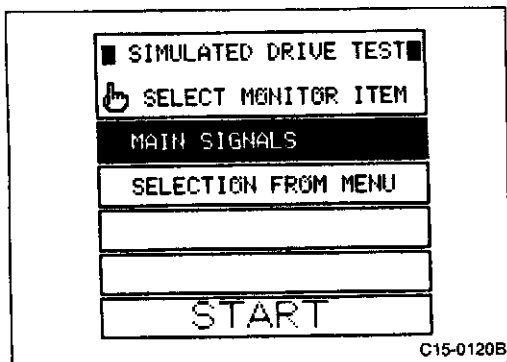 SIMULATED DRIVE TEST
SELECT MONITOR ITEM
MAIN SIGNALS
SELECTION FROM MENU
START
C15-0120B